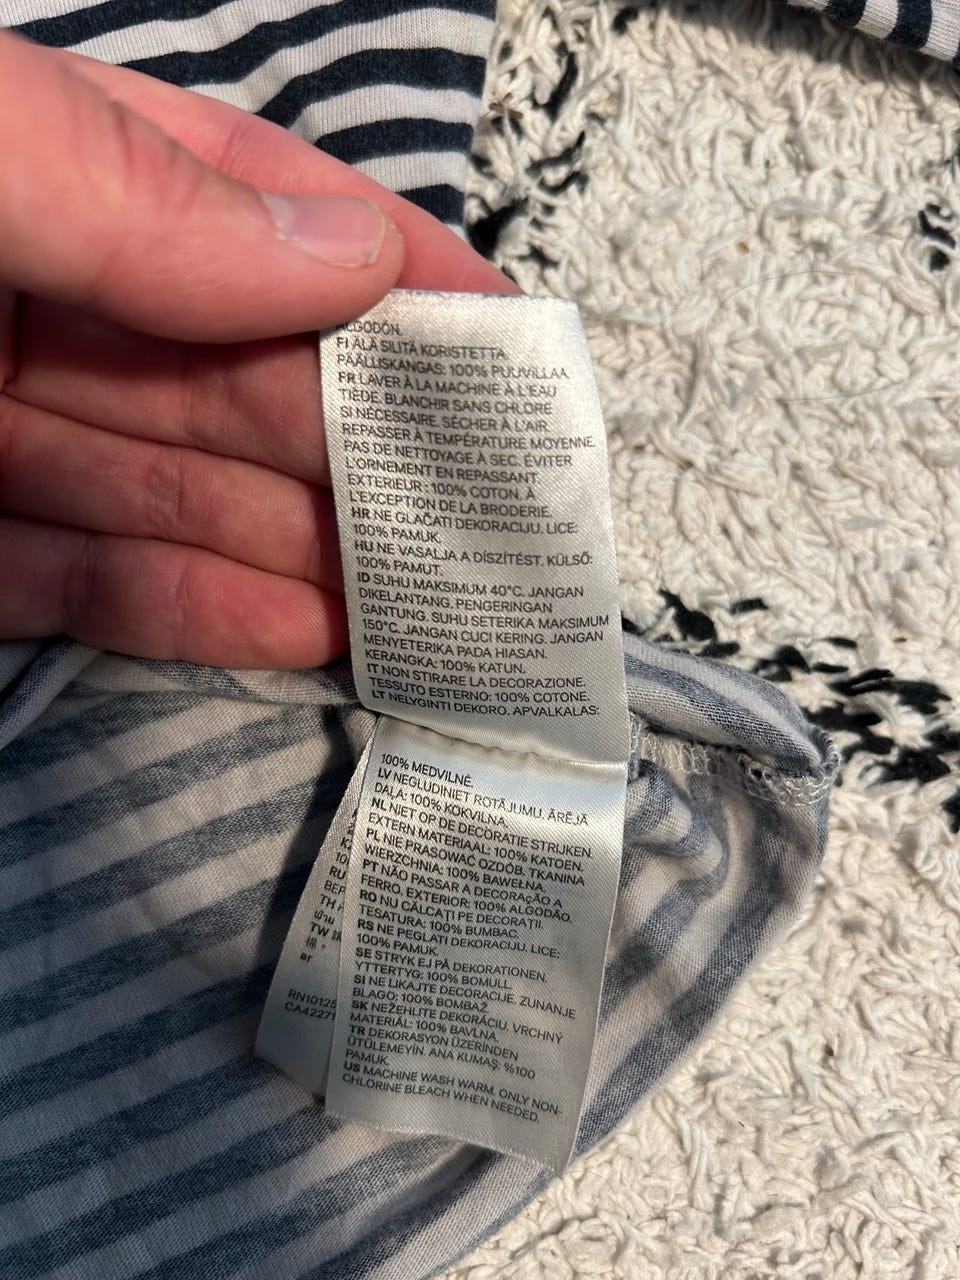 ALGODÓN.
FI ÄLÄ SILITÄ KORISTETTA.
PÄÄLLISKANGAS: 100% PUUVILLAA.
FR LAVER À LA MACHINE À L'EAU
TIÈDE. BLANCHIR SANS CHLORE
SI NÉCESSAIRE. SÉCHER À L'AIR.
REPASSER À TEMPÉRATURE MOYENNE.
PAS DE NETTOYAGE À SEC. ÉVITER
L'ORNEMENT EN REPASSANT.
EXTERIEUR : 100% COTON. À
L'EXCEPTION DE LA BRODERIE.
HR NE GLAČATI DEKORACIJU. LICE:
100% PAMUK.
HU NE VASALJA A DÍSZÍTÉST. KÜLSŐ:
100% PAMUT.
ID SUHU MAKSIMUM 40°C. JANGAN
DIKELANTANG. PENGERINGAN
GANTUNG. SUHU SETERIKA MAKSIMUM
150°C. JANGAN CUCI KERING. JANGAN
MENYETERIKA PADA HIASAN.
KERANGKA: 100% KATUN.
IT NON STIRARE LA DECORAZIONE.
TESSUTO ESTERNO: 100% COTONE.
LT NELYGINTI DEKORO. APVALKALAS:
100% MEDVILNĖ.
LV NEGLUDINIET ROTĀJUMU. ĀRĒJĀ
DAĻA: 100% KOKVILNA.
NL NIET OP DE DECORATIE STRIJKEN.
EXTERN MATERIAAL: 100% KATOEN.
PL NIE PRASOWAĆ OZDÓB. TKANINA
WIERZCHNIA: 100% BAWEŁNA.
PT NÃO PASSAR A DECORAÇÃO A
FERRO. EXTERIOR: 100% ALGODÃO.
RO NU CĂLCAȚI PE DECORAȚII.
TESATURA: 100% BUMBAC.
RS NE PEGLATI DEKORACIJU. LICE:
100% PAMUK.
SE STRYK EJ PÅ DEKORATIONEN.
YTTERTYG: 100% BOMULL.
SI NE LIKAJTE DECORACIJE. ZUNANJE
BLAGO: 100% BOMBAŽ.
SK NEŽEHLITE DEKORÁCIU. VRCHNÝ
MATERIÁL: 100% BAVLNA.
TR DEKORASYON ÜZERİNDEN
ÜTÜLEMEYİN. ANA KUMAŞ: %100
PAMUK.
US MACHINE WASH WARM. ONLY NON-
CHLORINE BLEACH WHEN NEEDED.
RU
TH
TW
ar
RN10125
CA42271